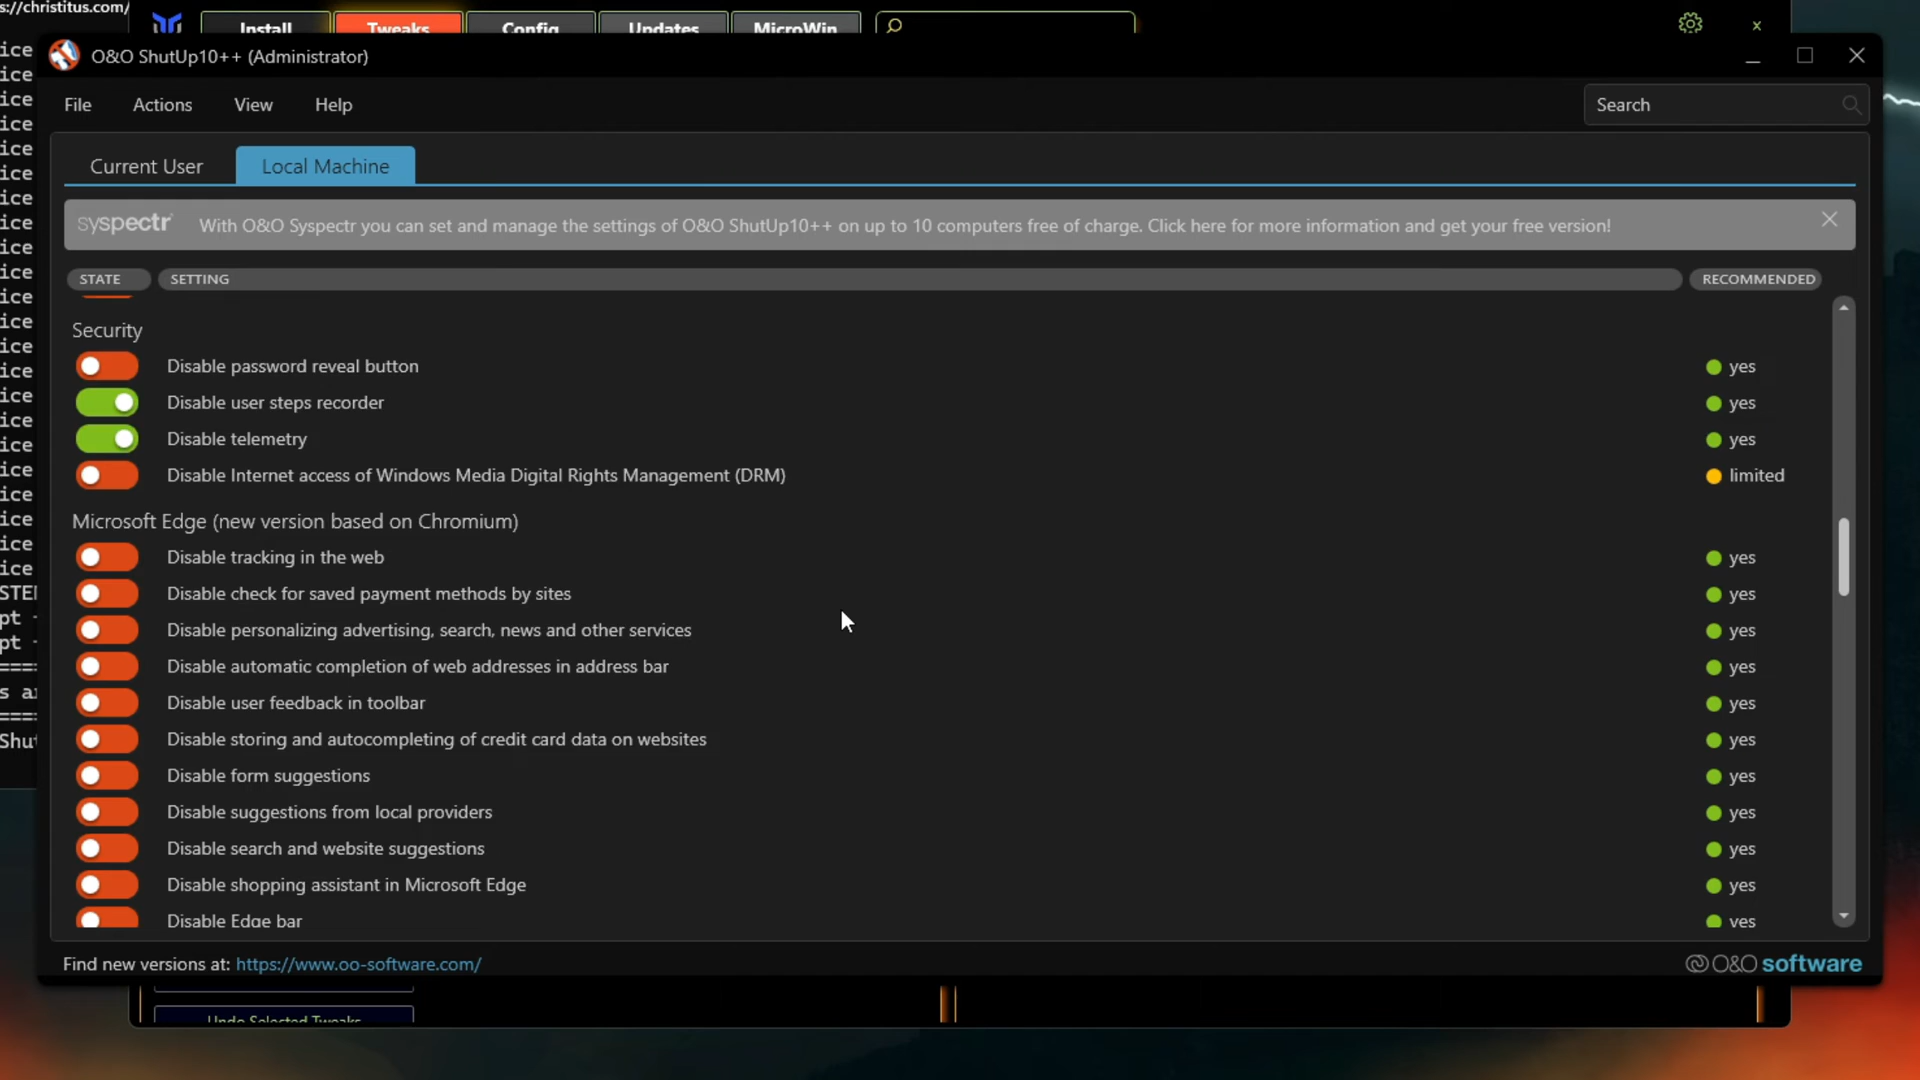 s://christitus.com/
Install
Tweaks
Config
Updates
MicroWin
O&O ShutUp10++ (Administrator)
File
Actions
View
Help
Search
Current User
Local Machine
syspectr
With O&O Syspectr you can set and manage the settings of O&O ShutUp10++ on up to 10 computers free of charge. Click here for more information and get your free version!
STATE
SETTING
RECOMMENDED
Security
Disable password reveal button
yes
Disable user steps recorder
yes
Disable telemetry
yes
Disable Internet access of Windows Media Digital Rights Management (DRM)
limited
Microsoft Edge (new version based on Chromium)
Disable tracking in the web
yes
Disable check for saved payment methods by sites
yes
Disable personalizing advertising, search, news and other services
yes
Disable automatic completion of web addresses in address bar
yes
Disable user feedback in toolbar
yes
Disable storing and autocompleting of credit card data on websites
yes
Disable form suggestions
yes
Disable suggestions from local providers
yes
Disable search and website suggestions
yes
Disable shopping assistant in Microsoft Edge
yes
Disable Edge bar
yes
Find new versions at: https://www.oo-software.com/
O&O software
Undo Selected Tweaks